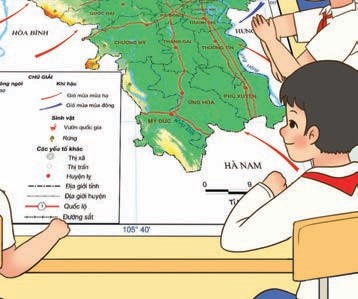 HÒA BÌNH
QUỐC OAI
CHƯƠNG MỸ
THANH OAI
THƯỜNG TÍN
PHÚ XUYÊN
ỨNG HÒA
MỸ ĐỨC
HÀ NAM
CHÚ GIẢI
Khí hậu
Gió mùa mùa hạ
Gió mùa mùa đông
Sinh vật
Vườn quốc gia
Rừng
Các yếu tố khác
Thị xã
Thị trấn
Huyện lỵ
Địa giới tỉnh
Địa giới huyện
Quốc lộ
Đường sắt
0 9
105° 40'